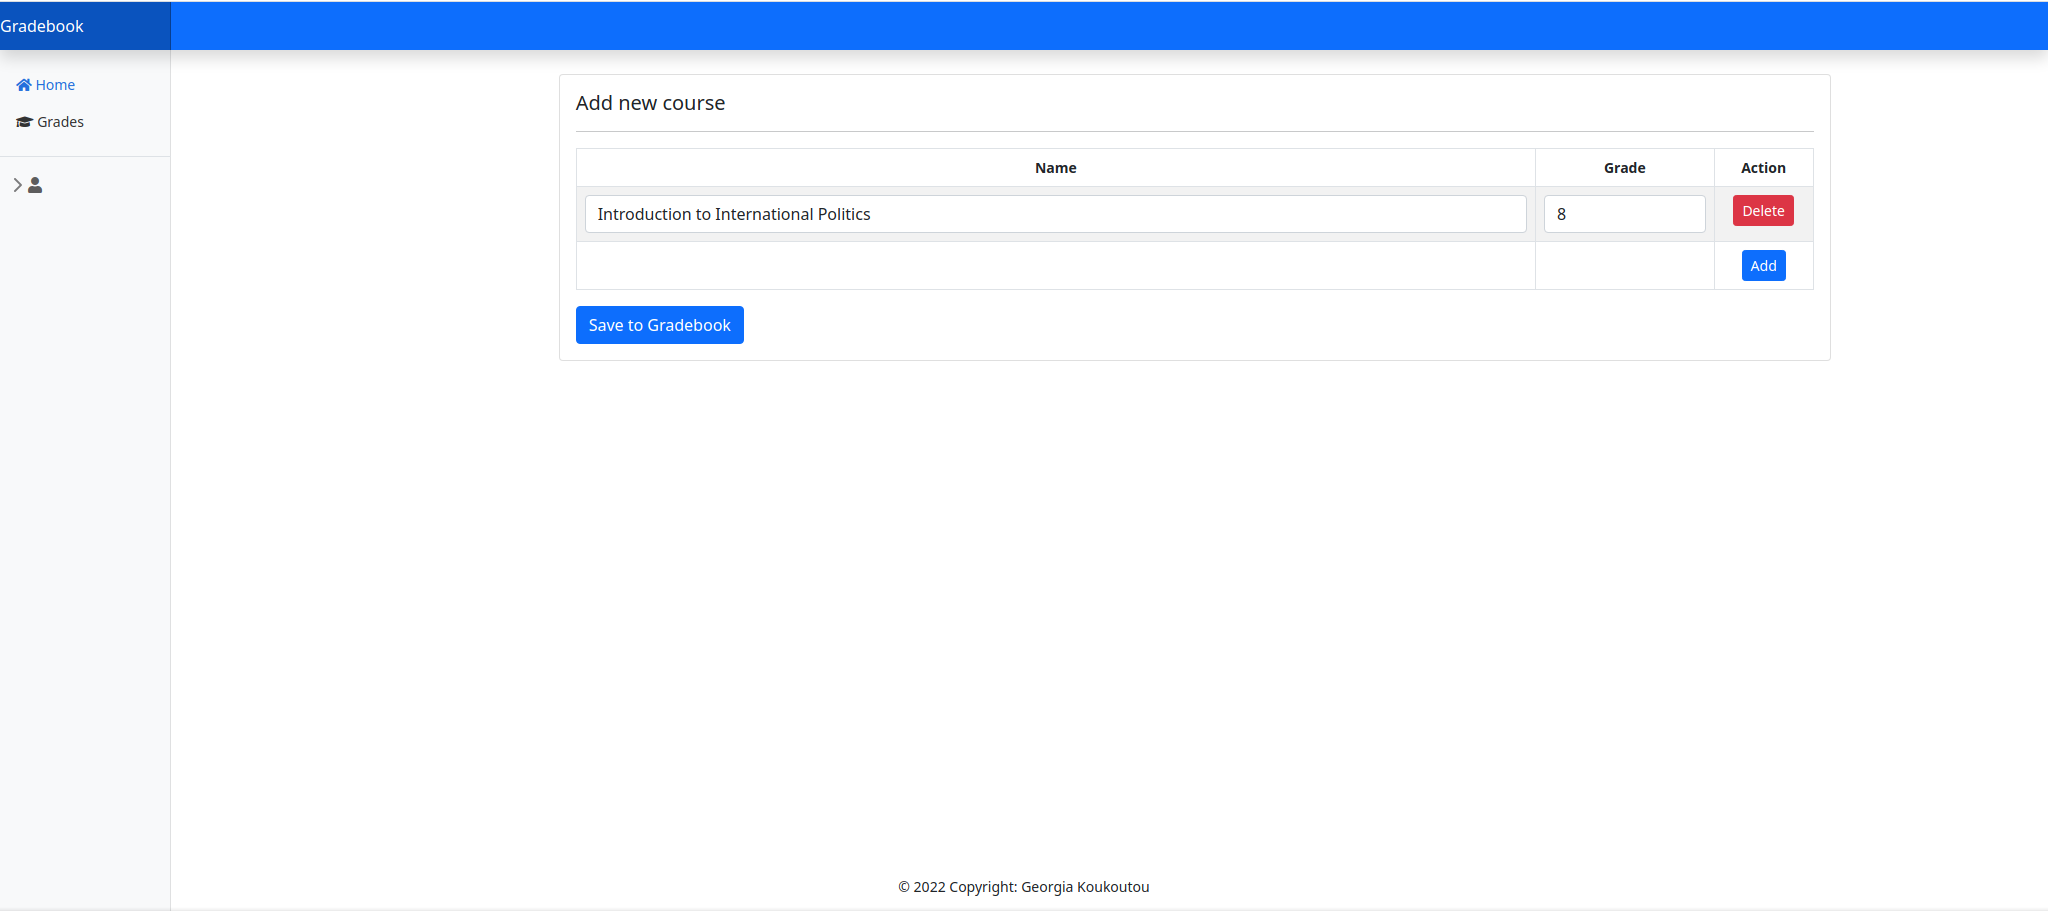 Gradebook
Home
Grades
Add new course
Name Grade Action
Introduction to International Politics 8 Delete
Add
Save to Gradebook
© 2022 Copyright: Georgia Koukoutou